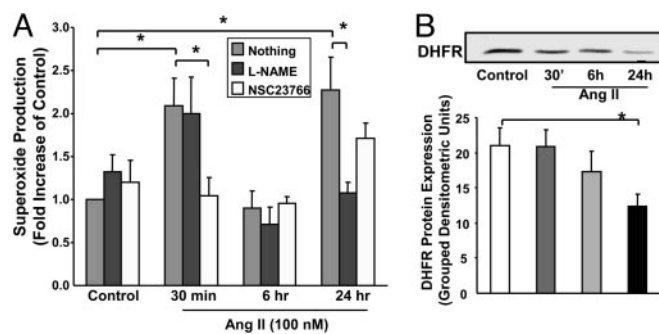 A
Superoxide Production
(Fold Increase of Control)
3.0
2.5
2.0
1.5
1.0
0.5
0.0
*
*
*
*
Nothing
L-NAME
NSC23766
Control
30 min
6 hr
24 hr
Ang II (100 nM)
B
DHFR
Control
30'
6h
24h
Ang II
DHFR Protein Expression
(Grouped Densitometric Units)
25
20
15
10
5
0
*